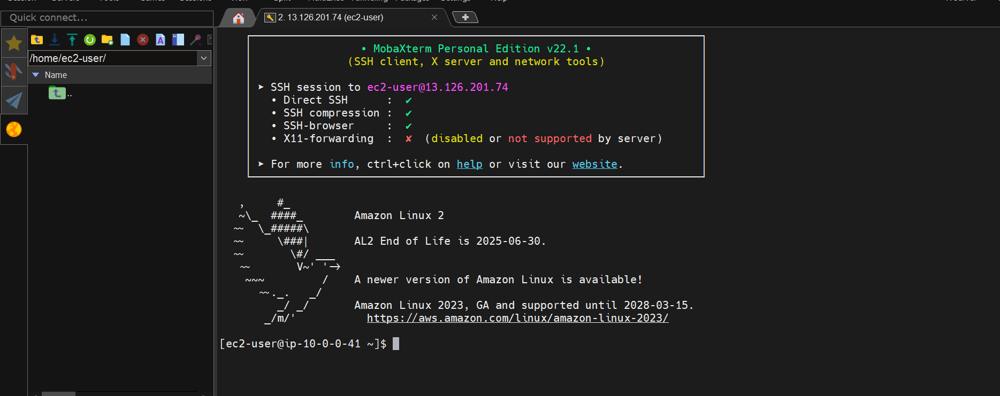 Quick connect...
2. 13.126.201.74 (ec2-user)
/home/ec2-user/
Name
..
• MobaXterm Personal Edition v22.1 •
(SSH client, X server and network tools)
➤ SSH session to ec2-user@13.126.201.74
• Direct SSH : ✔
• SSH compression : ✔
• SSH-browser : ✔
• X11-forwarding : ✘ (disabled or not supported by server)
➤ For more info, ctrl+click on help or visit our website.
, #_
~\_ ####_ Amazon Linux 2
~~ \_#####\
~~ \###| AL2 End of Life is 2025-06-30.
~~ \#/ ___
~~ V~' '->
~~~ / A newer version of Amazon Linux is available!
~~._. _/
_/ _/ Amazon Linux 2023, GA and supported until 2028-03-15.
_/m/' https://aws.amazon.com/linux/amazon-linux-2023/
[ec2-user@ip-10-0-0-41 ~]$